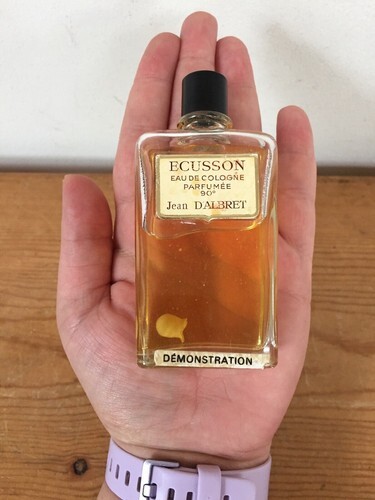 ECUSSON
EAU DE COLOGNE
PARFUMÉE
90°
Jean D'ALBRET
DÉMONSTRATION